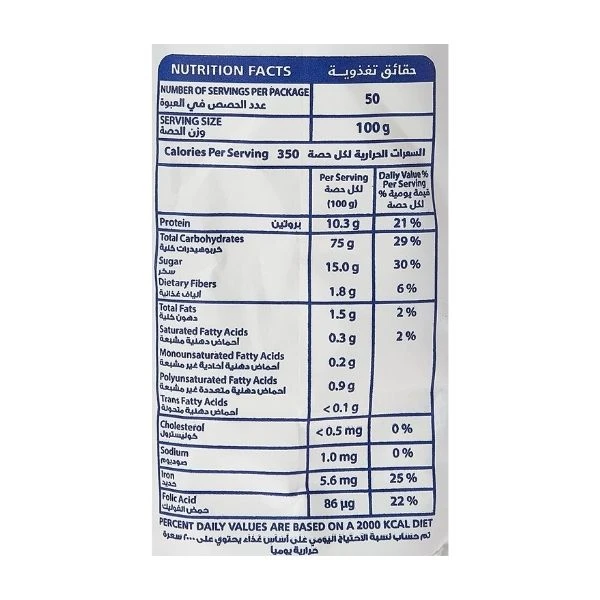 NUTRITION FACTS حقائق تغذويــة
NUMBER OF SERVINGS PER PACKAGE
عدد الحصص في العبوة
50
SERVING SIZE
وزن الحصة
100 g
Calories Per Serving 350 السعرات الحرارية لكل حصة
Per Serving
لكل حصة
(100 g)
Daily Value%
Per Serving
قيمة يومية %
لكل حصة
Protein بروتين 10.3 g 21 %
Total Carbohydrates
كربوهيدرات كلية
75 g 29 %
Sugar
سكر
15.0 g 30 %
Dietary Fibers
ألياف غذائية
1.8 g 6 %
Total Fats
دهون كلية
1.5 g 2 %
Saturated Fatty Acids
أحماض دهنية مشبعة
0.3 g 2 %
Monounsaturated Fatty Acids
أحماض دهنية أحادية غير مشبعة
0.2 g
Polyunsaturated Fatty Acids
أحماض دهنية متعددة غير مشبعة
0.9 g
Trans Fatty Acids
أحماض دهنية متحولة
< 0.1 g
Cholesterol
كوليسترول
< 0.5 mg 0 %
Sodium
صوديوم
1.0 mg 0 %
Iron
حديد
5.6 mg 25 %
Folic Acid
حمض الفوليك
86 µg 22 %
PERCENT DAILY VALUES ARE BASED ON A 2000 KCAL DIET
تم حساب نسبة الاحتياج اليومي على أساس غذاء يحتوي على ٢٠٠٠ سعرة
حرارية يومياً